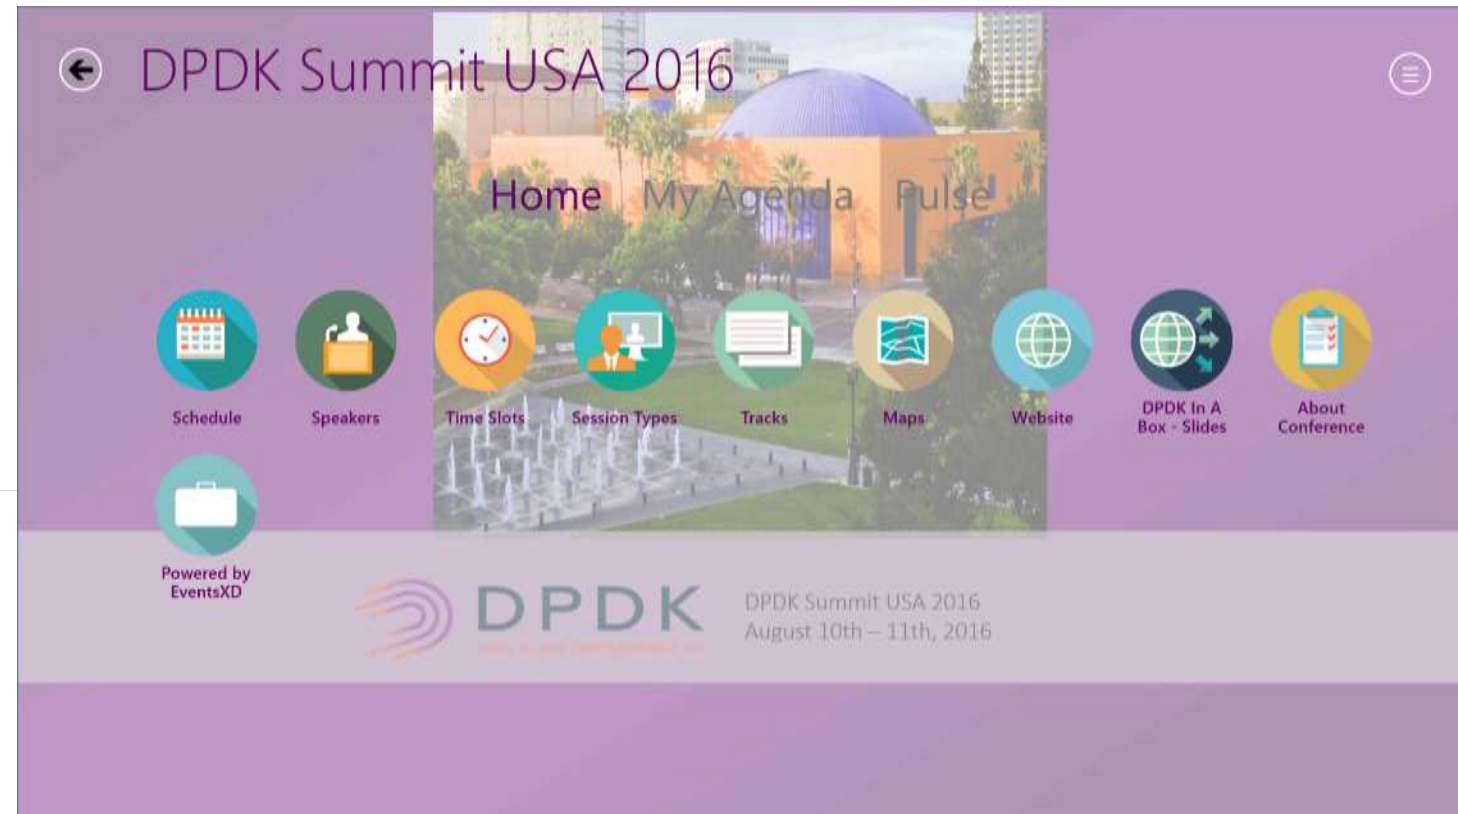 DPDK Summit USA 2016
Home My Agenda Pulse
Schedule
Speakers
Time Slots
Session Types
Tracks
Maps
Website
DPDK In A
Box - Slides
About
Conference
Powered by
EventsXD
DPDK
DPDK Summit USA 2016
August 10th – 11th, 2016